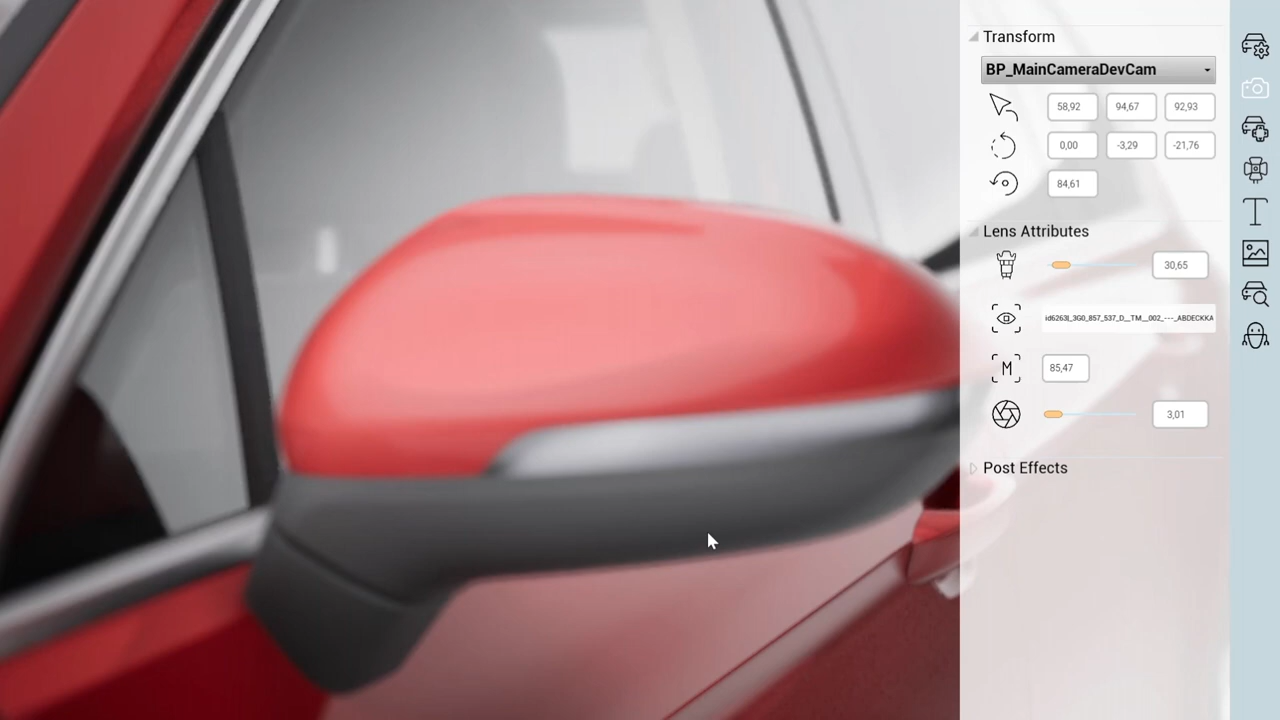 Transform
BP_MainCameraDevCam
58,92 94,67 92,93
0,00 -3,29 -21,76
84,61
Lens Attributes
30,65
id6263|_3G0_857_537_D__TM__002_---_ABDECKKA
M 85,47
3,01
Post Effects
T